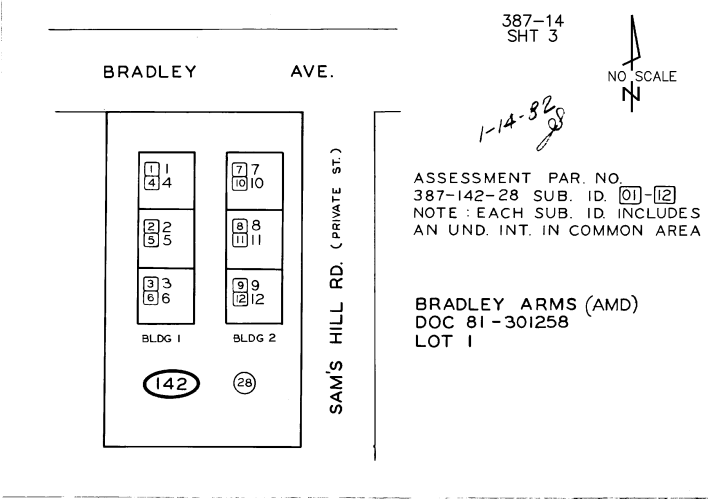 387-14
SHT 3
NO SCALE
N
BRADLEY AVE.
1-14-82
ASSESSMENT PAR. NO.
387-142-28 SUB. ID. 01-12
NOTE : EACH SUB. ID. INCLUDES
AN UND. INT. IN COMMON AREA
1 1
4 4
7 7
10 10
2 2
5 5
8 8
11 11
3 3
6 6
9 9
12 12
BLDG 1
BLDG 2
142
28
SAM'S HILL RD. (PRIVATE ST.)
BRADLEY ARMS (AMD)
DOC 81-301258
LOT 1